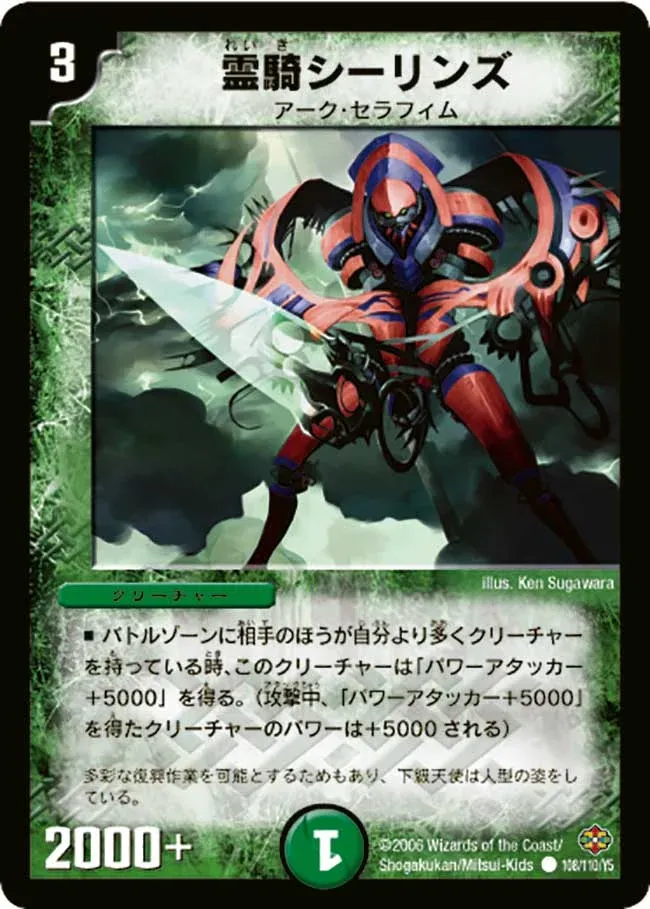 3
れいき
霊騎シーリンズ
アーク・セラフィム
illus. Ken Sugawara
クリーチャー
■ バトルゾーンに相手のほうが自分より多くクリーチャー
を持っている時、このクリーチャーは「パワーアタッカー
+5000」を得る。(攻撃中、「パワーアタッカー+5000」
を得たクリーチャーのパワーは+5000 される)
多彩な復興作業を可能とするためもあり、下級天使は人型の姿をし
ている。
2000+
1
©2006 Wizards of the Coast/
Shogakukan/Mitsui-Kids 108/110/Y5